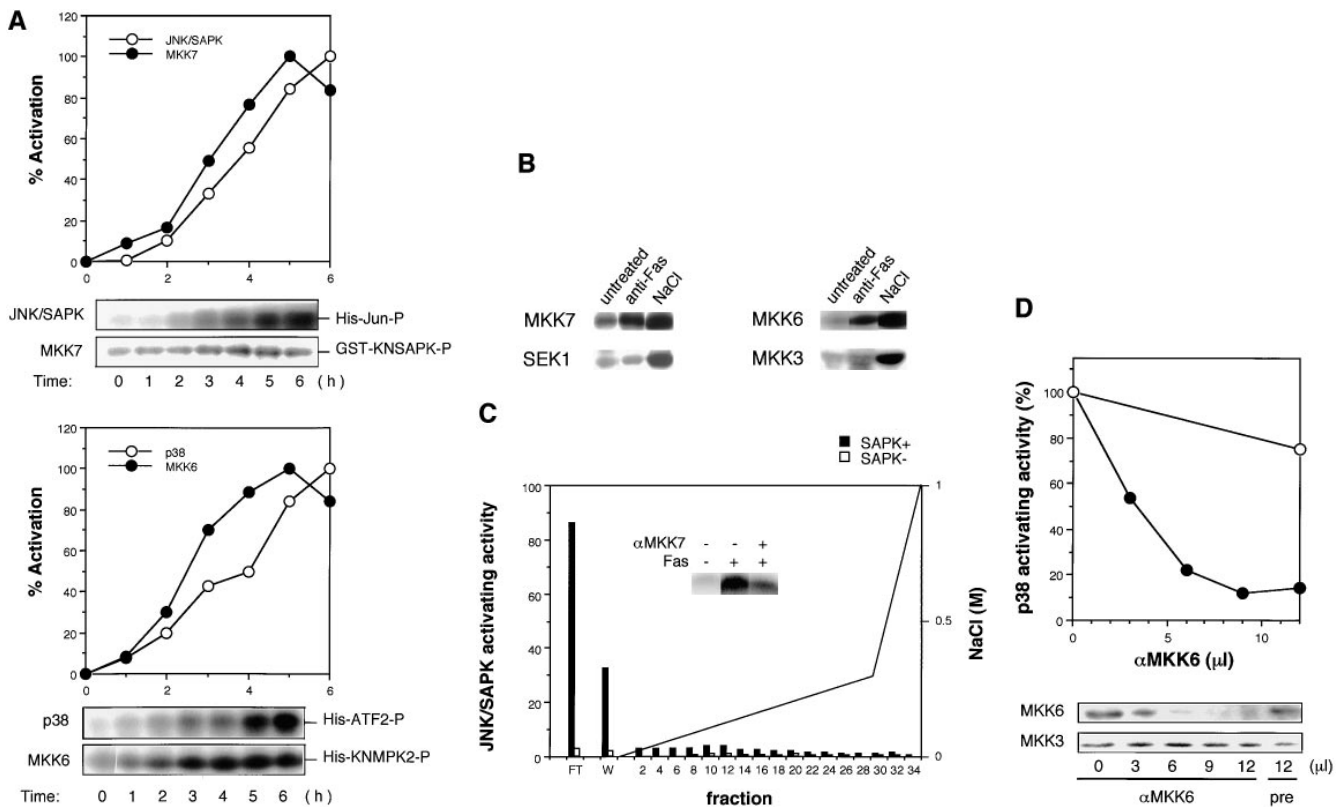 A
120
100
80
60
40
20
0
% Activation
JNK/SAPK
MKK7
0 2 4 6
JNK/SAPK His-Jun-P
MKK7 GST-KNSAPK-P
Time: 0 1 2 3 4 5 6 ( h )
120
100
80
60
40
20
0
% Activation
p38
MKK6
0 2 4 6
p38 His-ATF2-P
MKK6 His-KNMPK2-P
Time: 0 1 2 3 4 5 6 ( h )
B
untreated anti-Fas NaCl
MKK7
SEK1
untreated anti-Fas NaCl
MKK6
MKK3
C
SAPK+
SAPK-
JNK/SAPK activating activity
100
80
60
40
20
0
αMKK7 - - +
Fas - + +
1
0.5
0
NaCl (M)
FT W 2 4 6 8 10 12 14 16 18 20 22 24 26 28 30 32 34
fraction
D
p38 activating activity (%)
100
80
60
40
20
0
0 5 10
αMKK6 (μl)
MKK6
MKK3
0 3 6 9 12 12 (μl)
αMKK6 pre